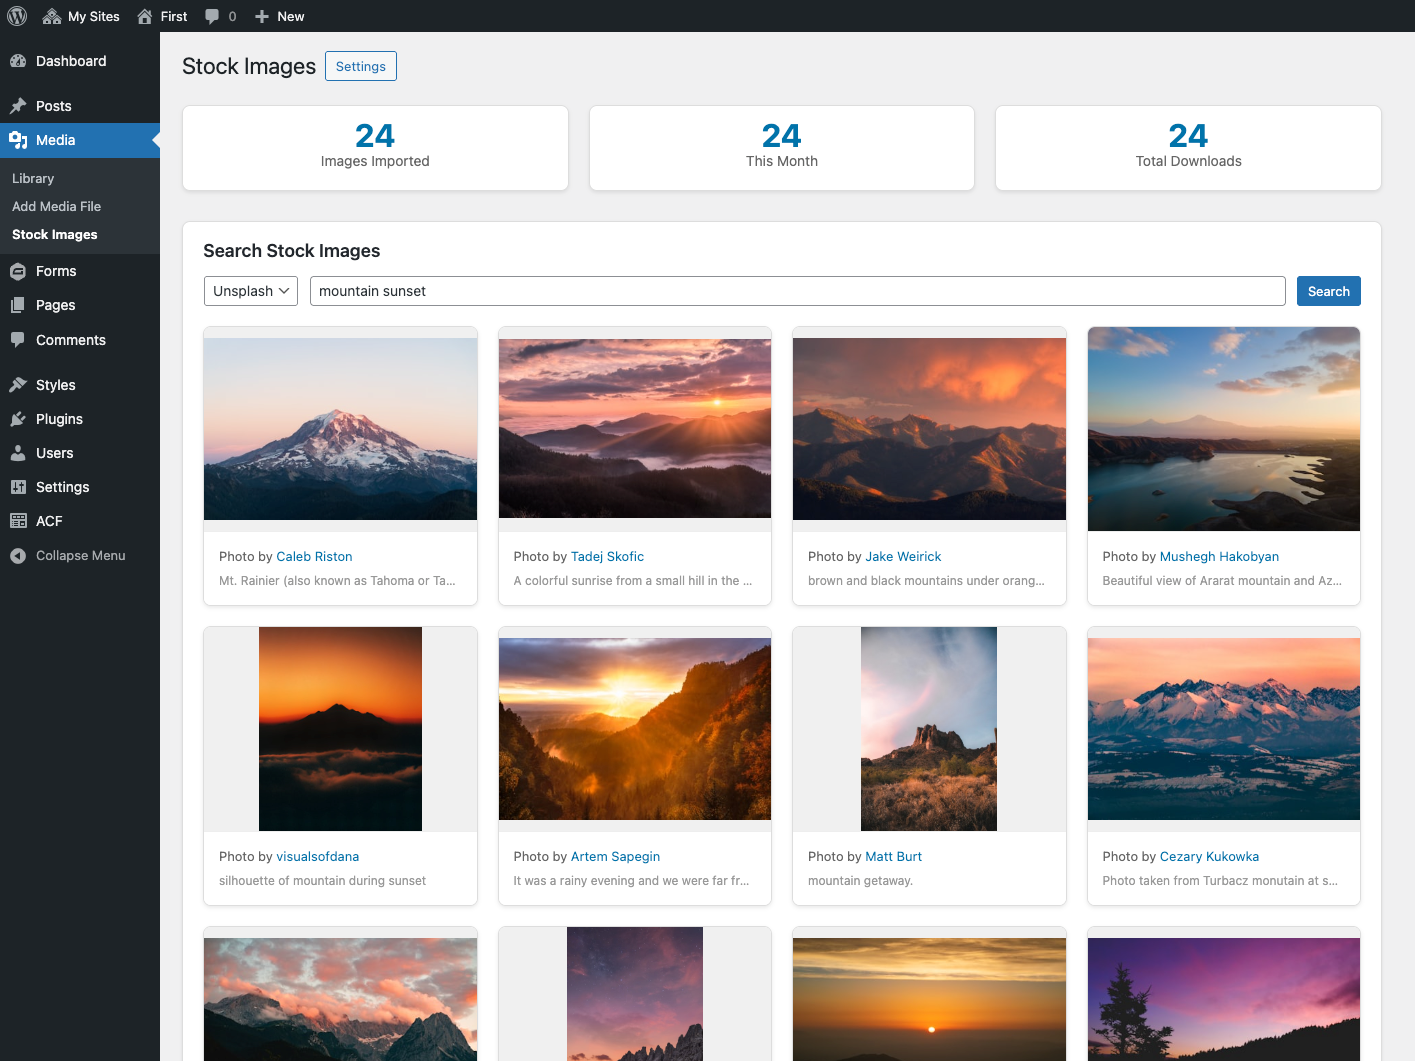 My Sites
First
0
New
Dashboard
Posts
Media
Library
Add Media File
Stock Images
Forms
Pages
Comments
Styles
Plugins
Users
Settings
ACF
Collapse Menu
Stock Images
Settings
24
Images Imported
24
This Month
24
Total Downloads
Search Stock Images
Unsplash
mountain sunset
Search
Photo by Caleb Riston
Mt. Rainier (also known as Tahoma or Ta...
Photo by Tadej Skofic
A colorful sunrise from a small hill in the ...
Photo by Jake Weirick
brown and black mountains under orang...
Photo by Mushegh Hakobyan
Beautiful view of Ararat mountain and Az...
Photo by visualsofdana
silhouette of mountain during sunset
Photo by Artem Sapegin
It was a rainy evening and we were far fr...
Photo by Matt Burt
mountain getaway.
Photo by Cezary Kukowka
Photo taken from Turbacz monutain at s...